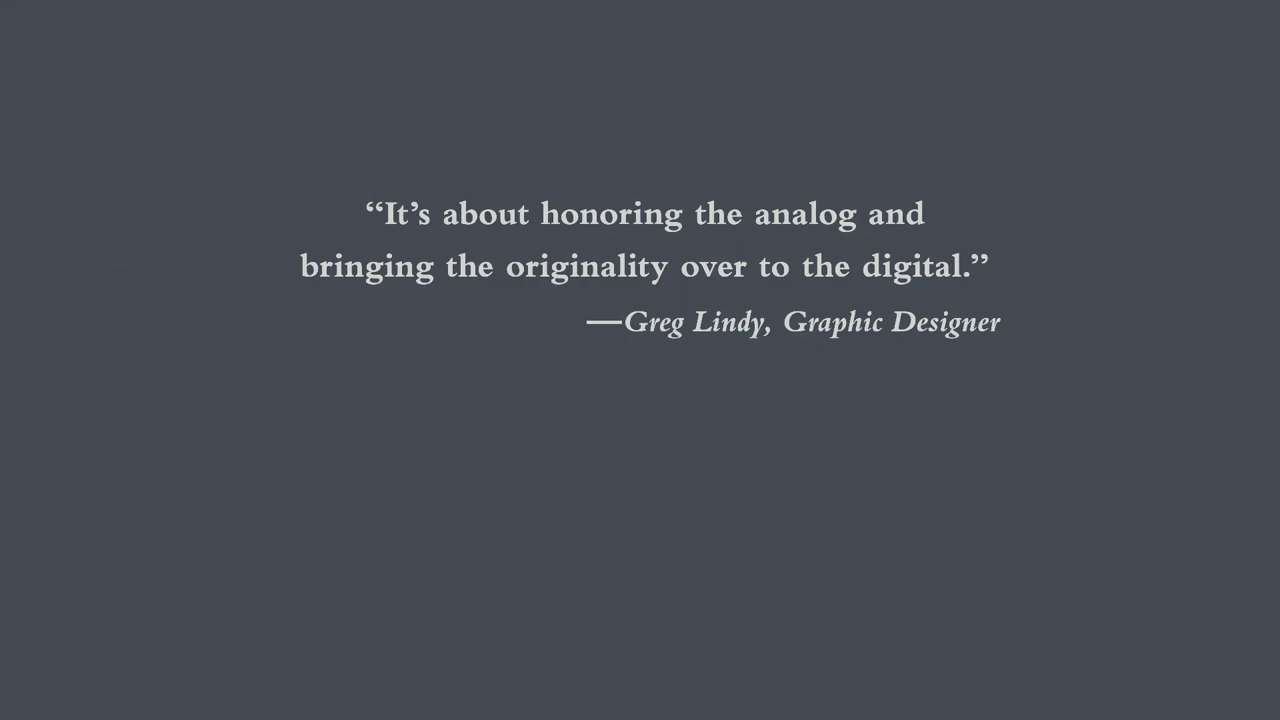 “It’s about honoring the analog and
bringing the originality over to the digital.”
—Greg Lindy, Graphic Designer